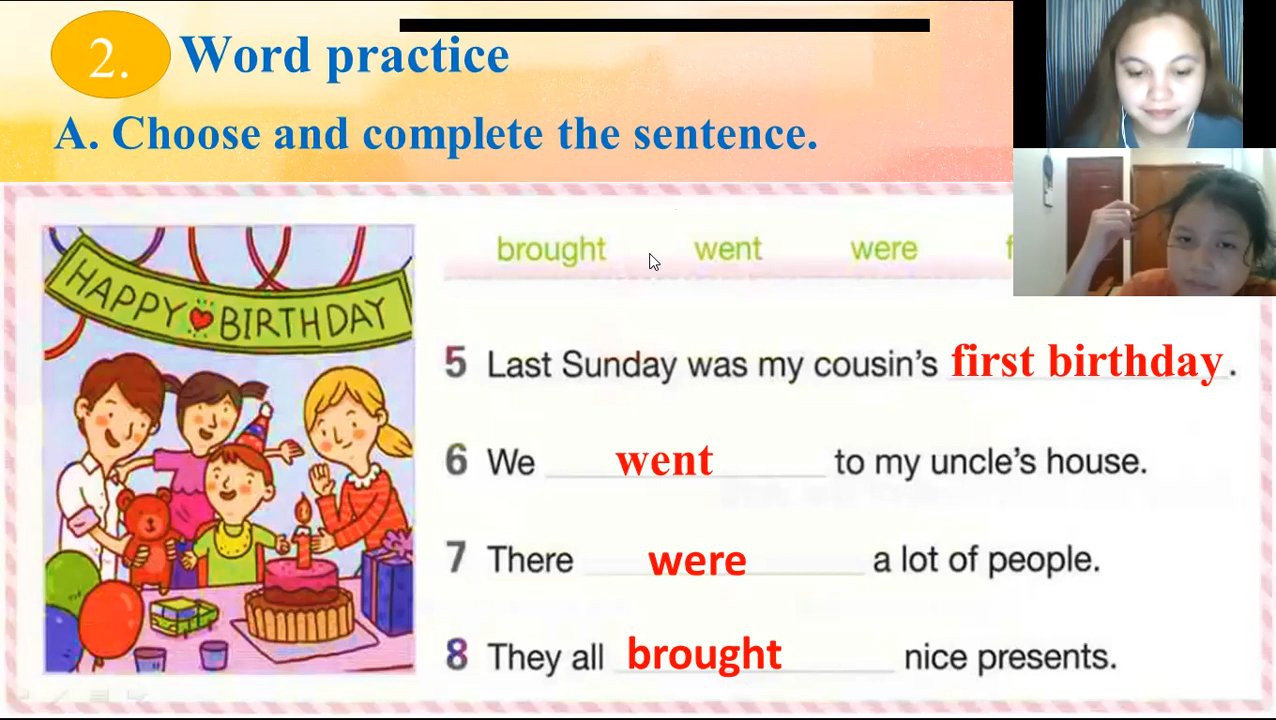 2. Word practice
A. Choose and complete the sentence.
HAPPY BIRTHDAY
brought went were
5 Last Sunday was my cousin's first birthday.
6 We went to my uncle's house.
7 There were a lot of people.
8 They all brought nice presents.